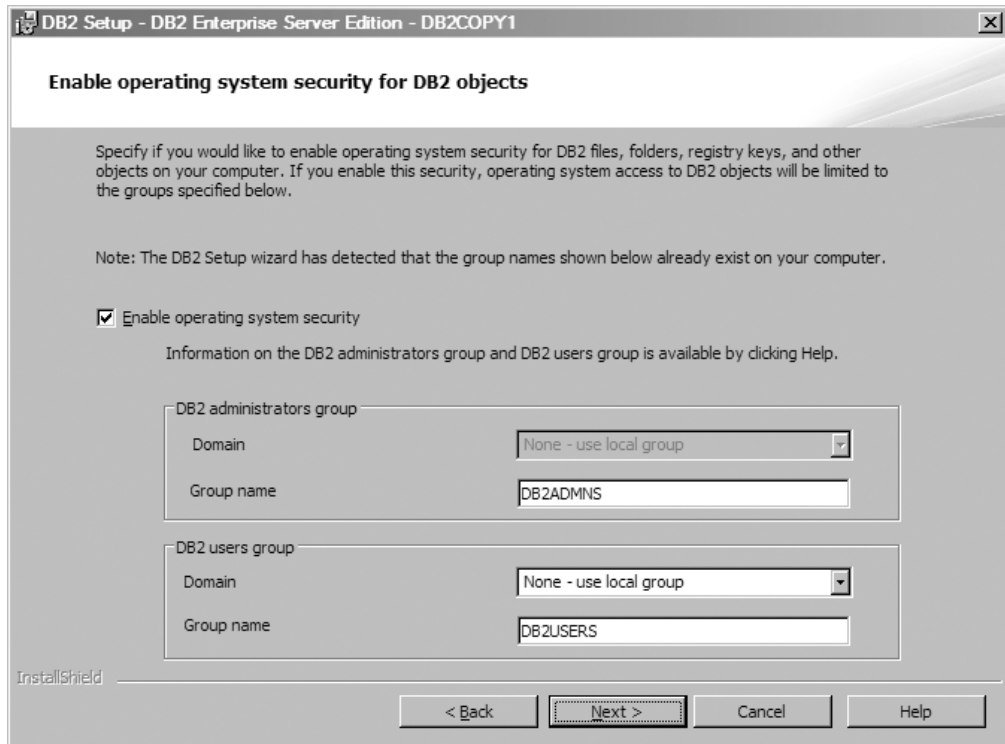 DB2 Setup - DB2 Enterprise Server Edition - DB2COPY1
Enable operating system security for DB2 objects
Specify if you would like to enable operating system security for DB2 files, folders, registry keys, and other
objects on your computer. If you enable this security, operating system access to DB2 objects will be limited to
the groups specified below.
Note: The DB2 Setup wizard has detected that the group names shown below already exist on your computer.
Enable operating system security
Information on the DB2 administrators group and DB2 users group is available by clicking Help.
DB2 administrators group
Domain None - use local group
Group name DB2ADMNS
DB2 users group
Domain None - use local group
Group name DB2USERS
InstallShield
< Back Next > Cancel Help